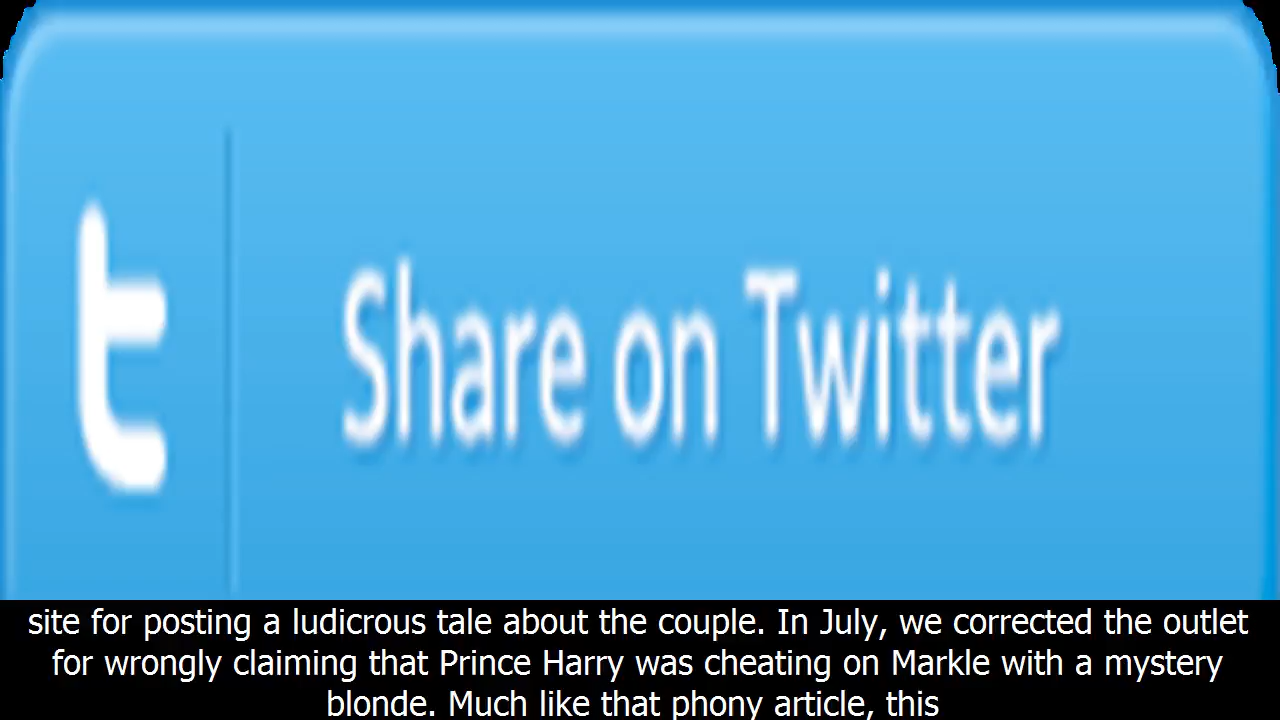 t
Share on Twitter
site for posting a ludicrous tale about the couple. In July, we corrected the outlet
for wrongly claiming that Prince Harry was cheating on Markle with a mystery
blonde. Much like that phony article, this